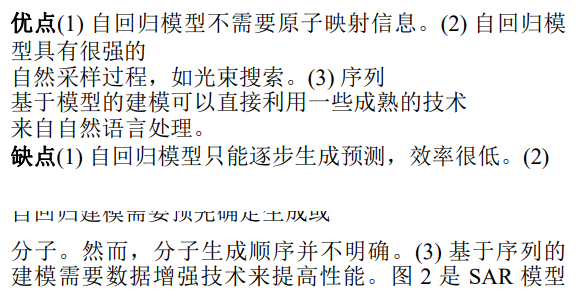 优点(1) 自回归模型不需要原子映射信息。(2) 自回归模
型具有很强的
自然采样过程，如光束搜索。(3) 序列
基于模型的建模可以直接利用一些成熟的技术
来自自然语言处理。
缺点(1) 自回归模型只能逐步生成预测，效率很低。(2)
自回归建模需要预先确定生成或
分子。然而，分子生成顺序并不明确。(3) 基于序列的
建模需要数据增强技术来提高性能。图 2 是 SAR 模型